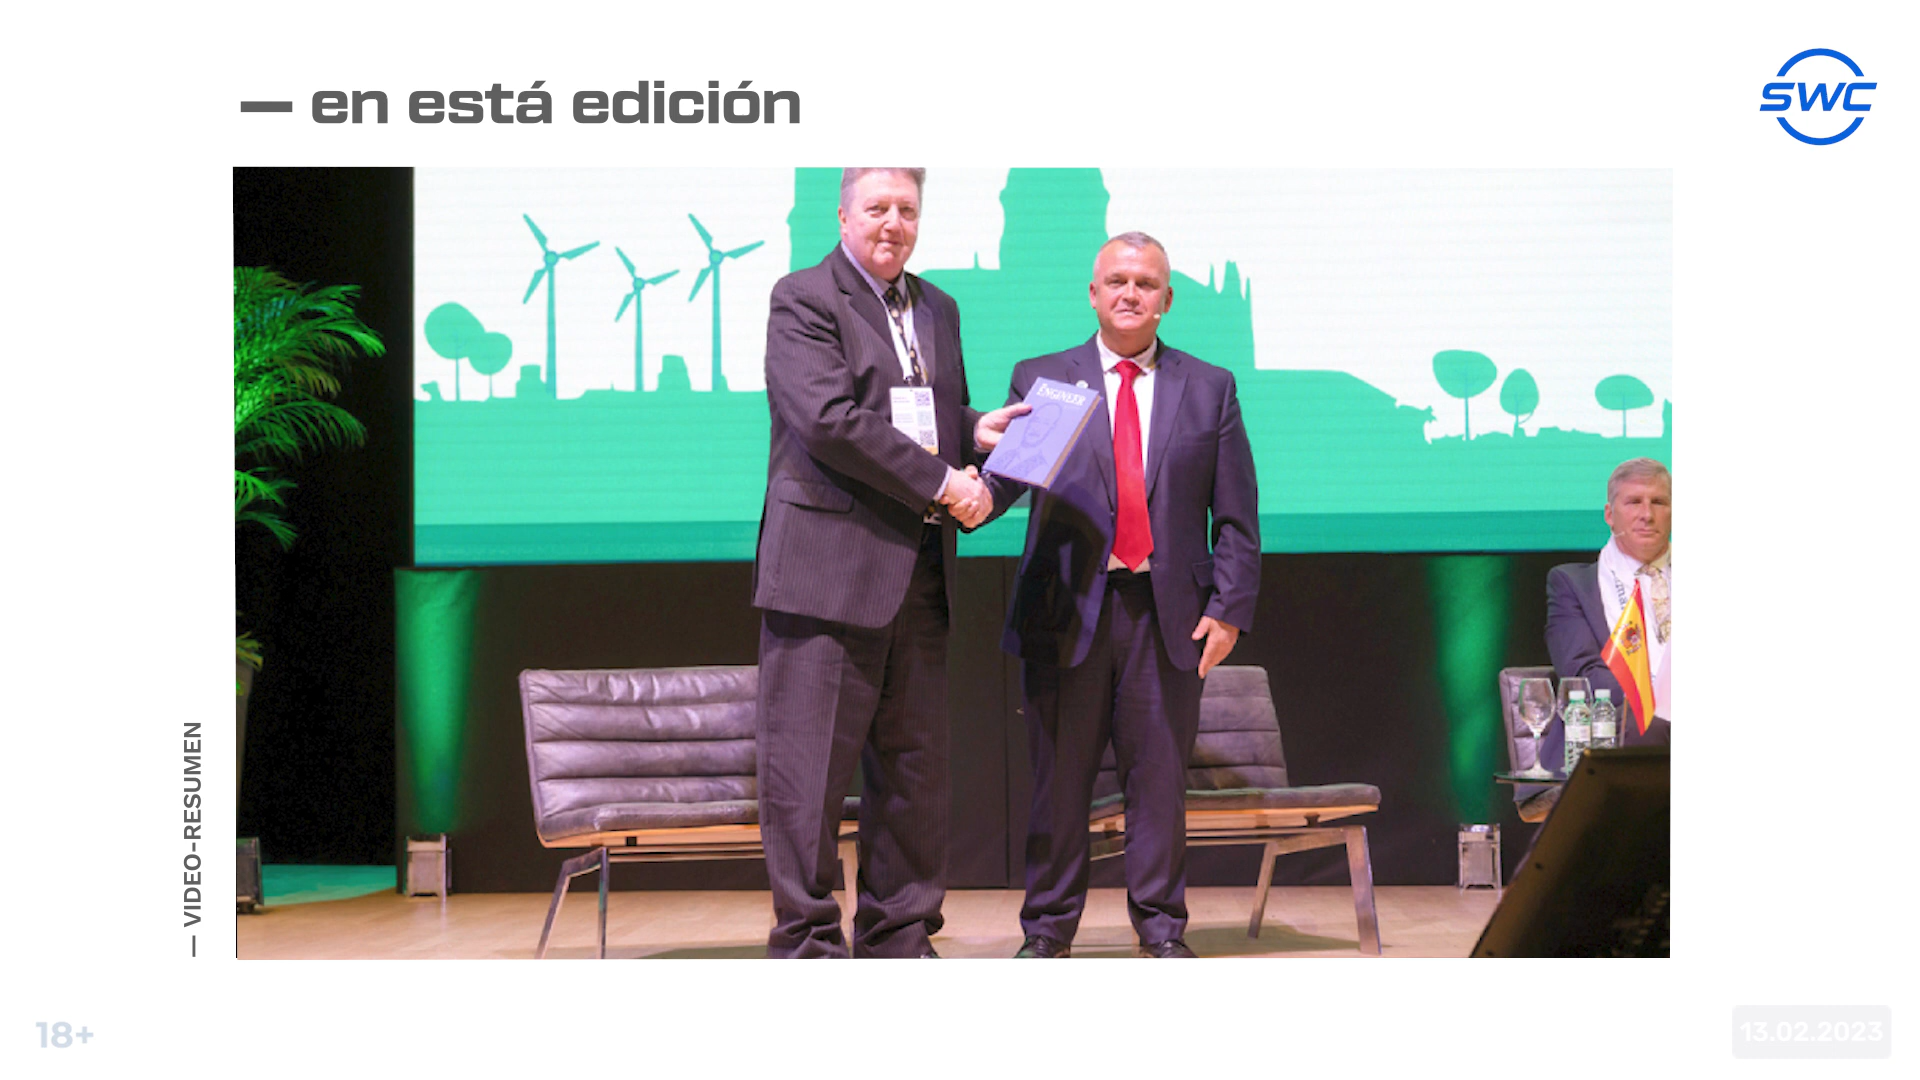 — en está edición
SWC
ENGINEER
— VIDEO-RESUMEN
18+
13.02.2023